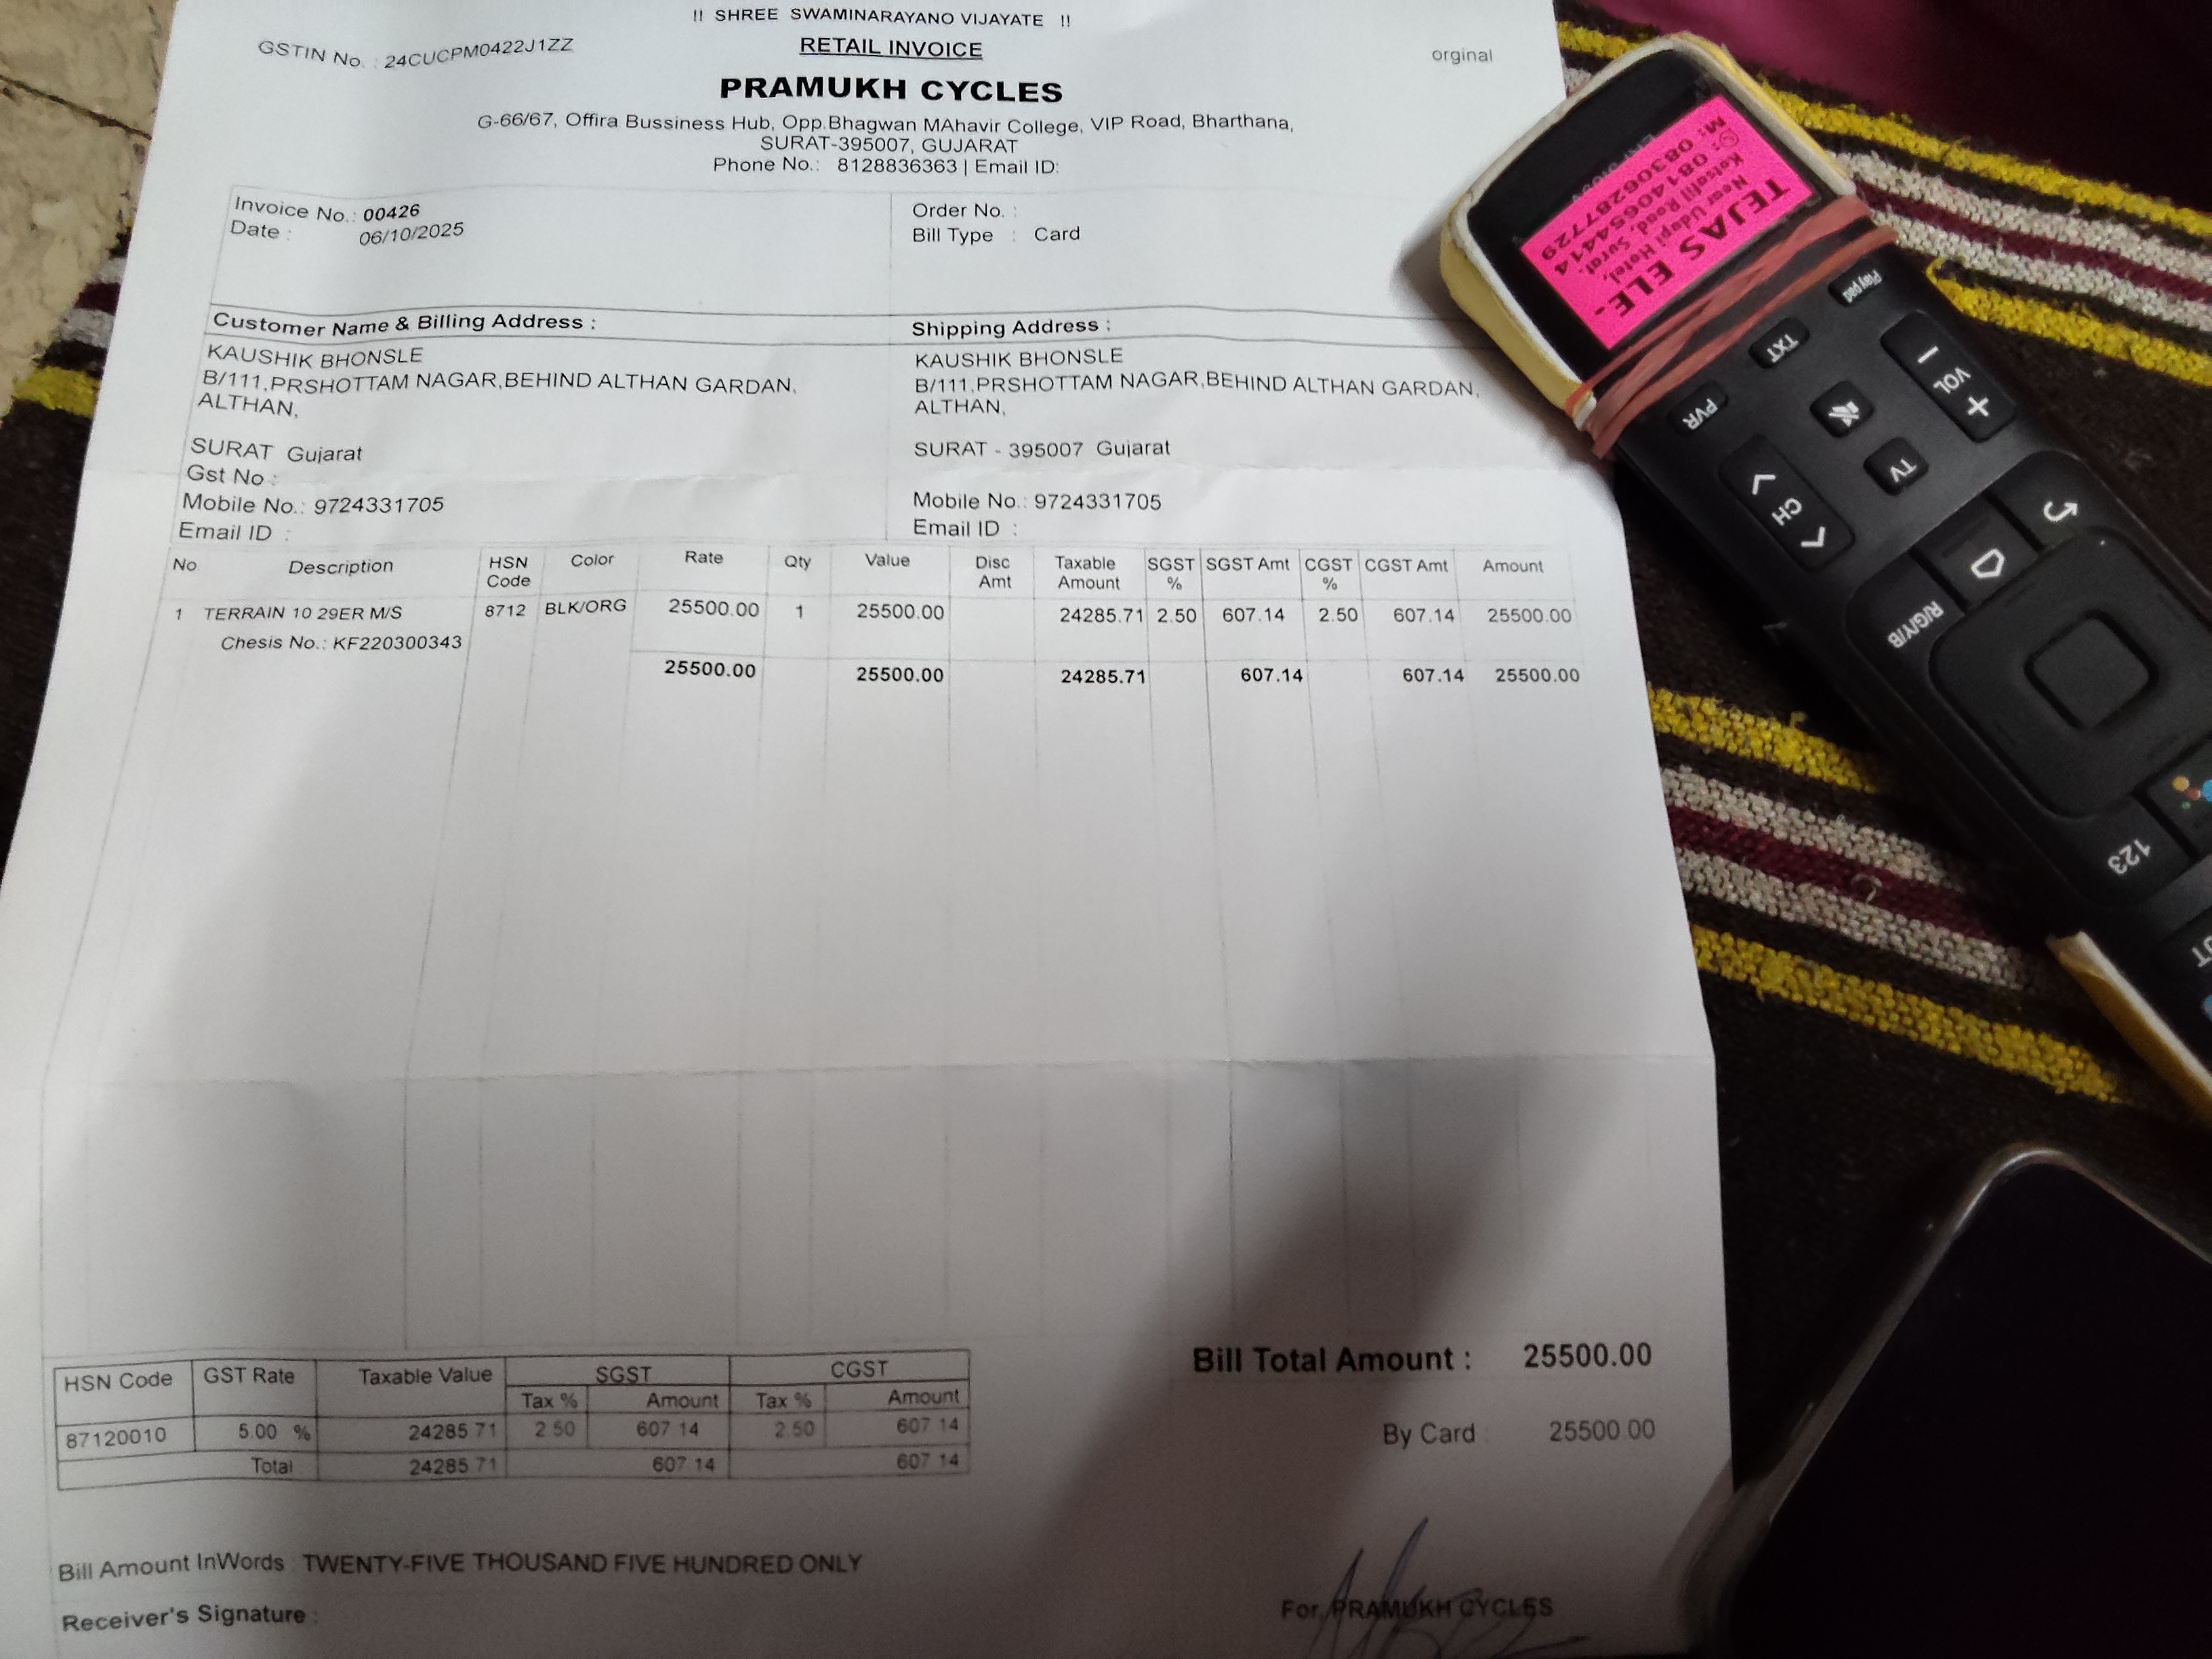 !! SHREE SWAMINARAYANO VIJAYATE !!
GSTIN No. : 24CUCPM0422J1ZZ
RETAIL INVOICE
orginal
PRAMUKH CYCLES
G-66/67, Offira Bussiness Hub, Opp.Bhagwan MAhavir College, VIP Road, Bharthana,
SURAT-395007, GUJARAT
Phone No.: 8128836363 | Email ID:
Invoice No.: 00426
Date : 06/10/2025
Order No. :
Bill Type : Card
Customer Name & Billing Address :
KAUSHIK BHONSLE
B/111,PRSHOTTAM NAGAR,BEHIND ALTHAN GARDAN,
ALTHAN,
SURAT Gujarat
Gst No :
Mobile No.: 9724331705
Email ID :
Shipping Address :
KAUSHIK BHONSLE
B/111,PRSHOTTAM NAGAR,BEHIND ALTHAN GARDAN,
ALTHAN,
SURAT - 395007 Gujarat
Mobile No.: 9724331705
Email ID :
No Description HSN Code Color Rate Qty Value Disc Amt Taxable Amount SGST % SGST Amt CGST % CGST Amt Amount
1 TERRAIN 10 29ER M/S 8712 BLK/ORG 25500.00 1 25500.00 24285.71 2.50 607.14 2.50 607.14 25500.00
Chesis No.: KF220300343
25500.00 25500.00 24285.71 607.14 607.14 25500.00
HSN Code GST Rate Taxable Value SGST CGST
Tax % Amount Tax % Amount
87120010 5.00 % 24285.71 2.50 607.14 2.50 607.14
Total 24285.71 607.14 607.14
Bill Total Amount : 25500.00
By Card : 25500.00
Bill Amount InWords : TWENTY-FIVE THOUSAND FIVE HUNDRED ONLY
Receiver's Signature :
For, PRAMUKH CYCLES
TEJAS ELE-
Near Udupi Hotel,
Road, Surat.
: 08140654414
M: 08306287729
Playpad
TXT
PVR
VOL
+
TV
CH
R/G/Y/B
123